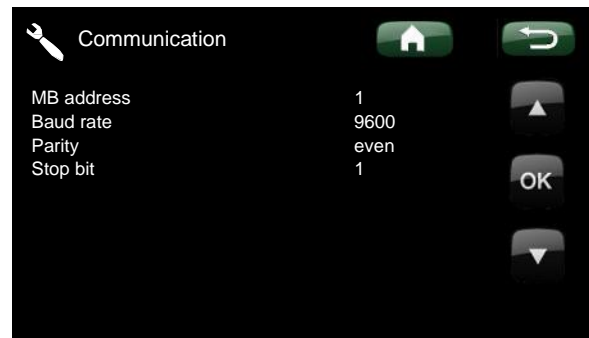 Communication
MB address 1
Baud rate 9600
Parity even
Stop bit 1
OK